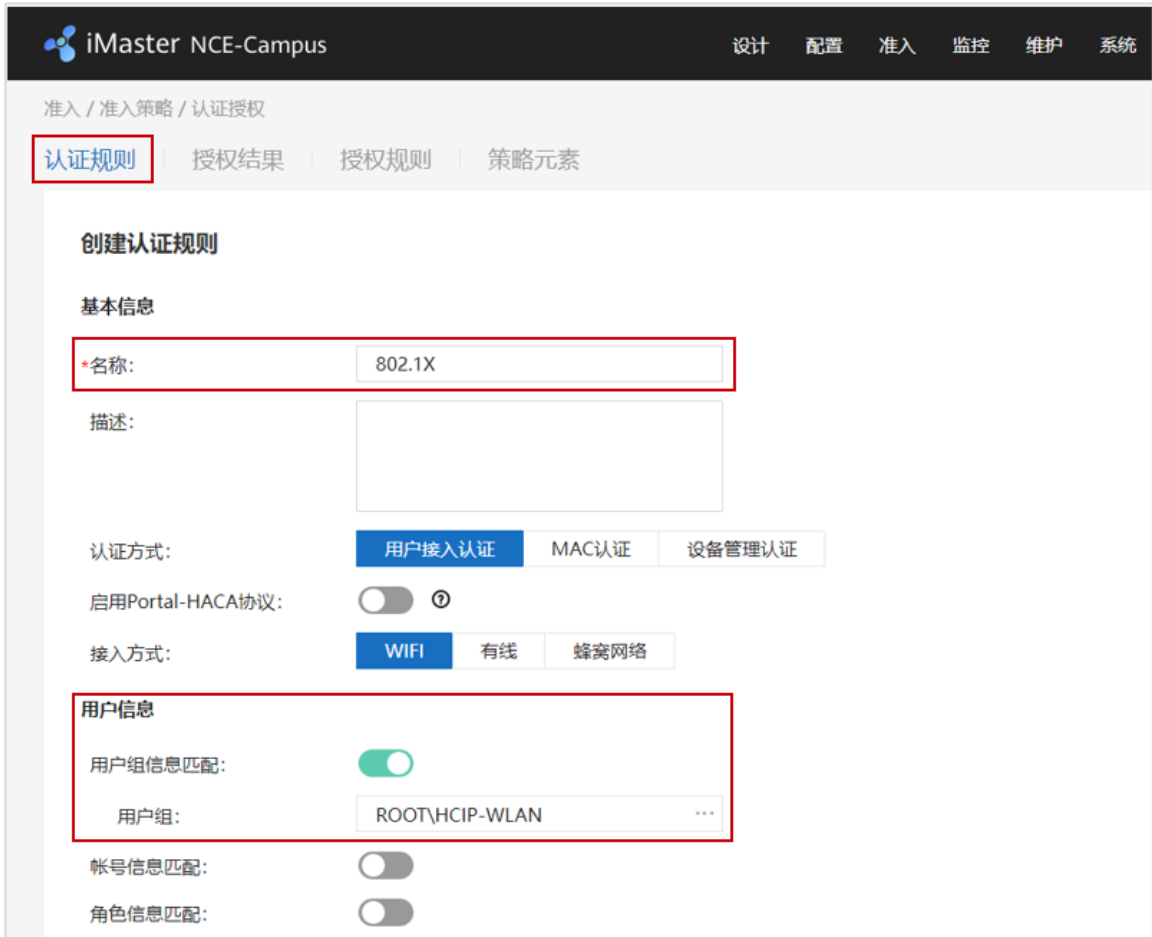 iMaster NCE-Campus 设计 配置 准入 监控 维护 系统
准入 / 准入策略 / 认证授权
认证规则 授权结果 授权规则 策略元素
创建认证规则
基本信息
*名称: 802.1X
描述:
认证方式: 用户接入认证 MAC认证 设备管理认证
启用Portal-HACA协议: ?
接入方式: WIFI 有线 蜂窝网络
用户信息
用户组信息匹配:
用户组: ROOT\HCIP-WLAN ...
帐号信息匹配:
角色信息匹配: